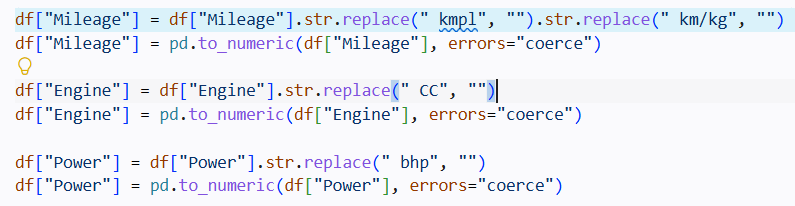 df["Mileage"] = df["Mileage"].str.replace(" kmpl", "").str.replace(" km/kg", "")
df["Mileage"] = pd.to_numeric(df["Mileage"], errors="coerce")
df["Engine"] = df["Engine"].str.replace(" CC", "")
df["Engine"] = pd.to_numeric(df["Engine"], errors="coerce")
df["Power"] = df["Power"].str.replace(" bhp", "")
df["Power"] = pd.to_numeric(df["Power"], errors="coerce")